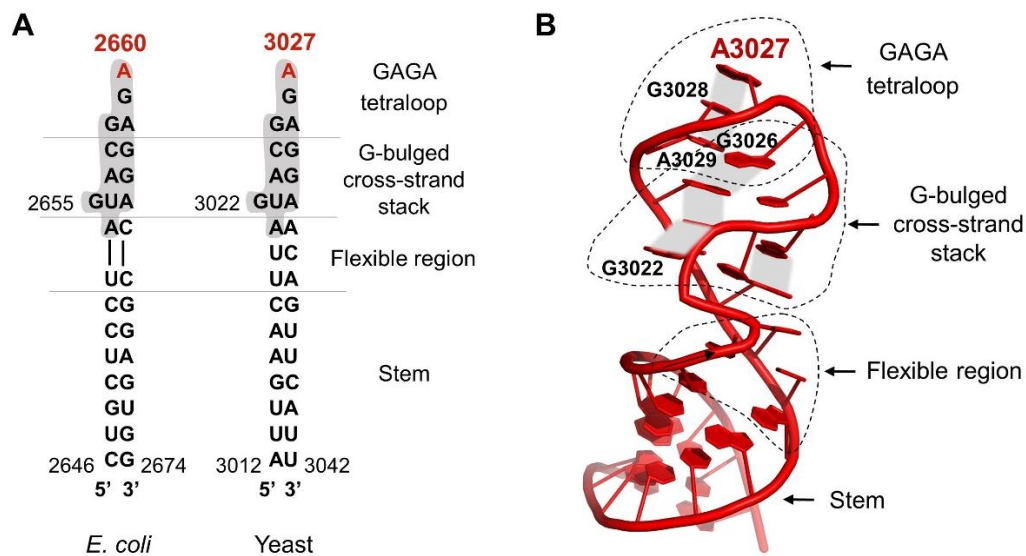 A
2660
3027
A
A
G
G
GA
GA
CG
CG
AG
AG
2655 GUA
3022 GUA
AC
AA
UC
UC
UA
CG
CG
CG
AU
UA
AU
CG
GC
GU
UA
UG
UU
2646 CG 2674
3012 AU 3042
5’ 3’
5’ 3’
E. coli
Yeast
GAGA
tetraloop
G-bulged
cross-strand
stack
Flexible region
Stem
B
A3027
G3028
G3026
A3029
G3022
GAGA
tetraloop
G-bulged
cross-strand
stack
Flexible region
Stem